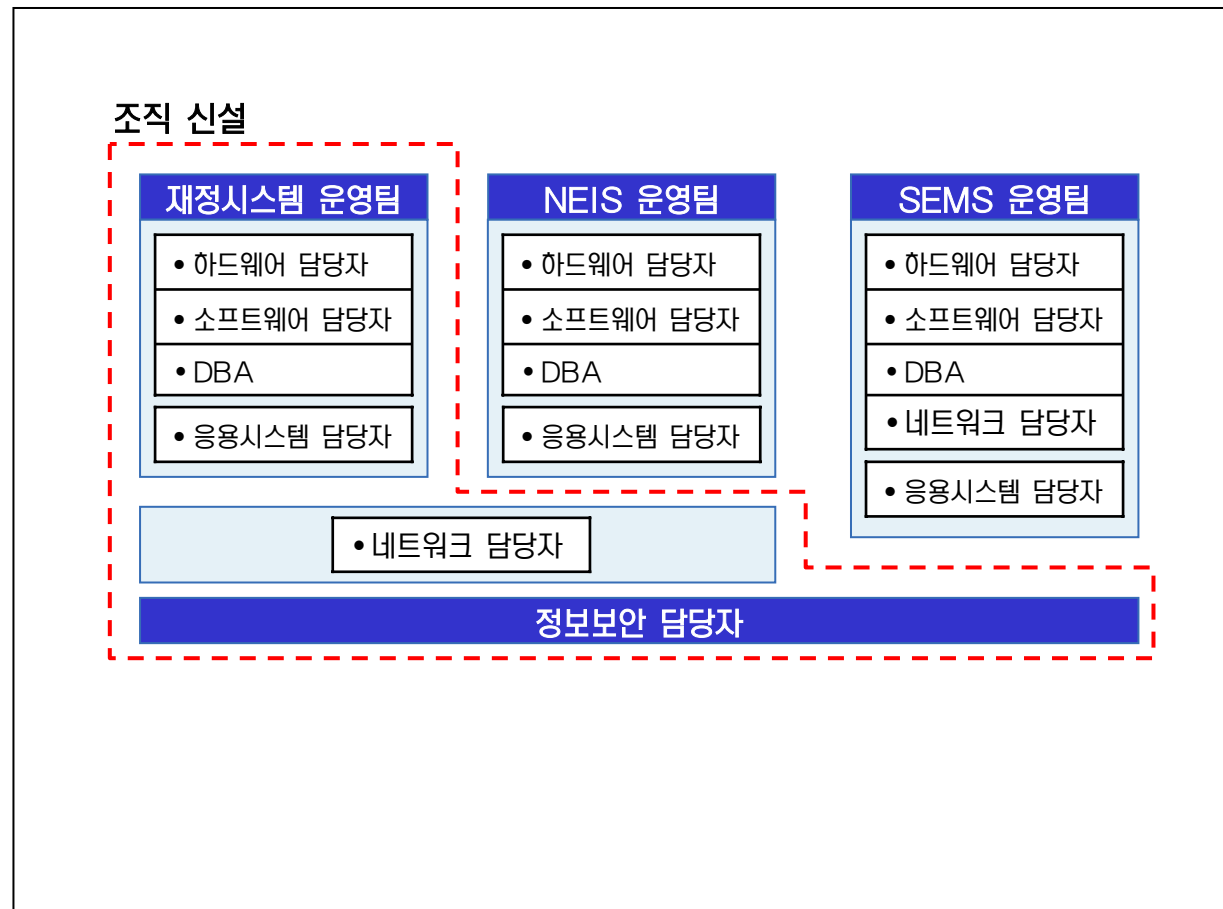 조직 신설
재정시스템 운영팀
• 하드웨어 담당자
• 소프트웨어 담당자
• DBA
• 응용시스템 담당자
NEIS 운영팀
• 하드웨어 담당자
• 소프트웨어 담당자
• DBA
• 응용시스템 담당자
SEMS 운영팀
• 하드웨어 담당자
• 소프트웨어 담당자
• DBA
• 네트워크 담당자
• 응용시스템 담당자
• 네트워크 담당자
정보보안 담당자